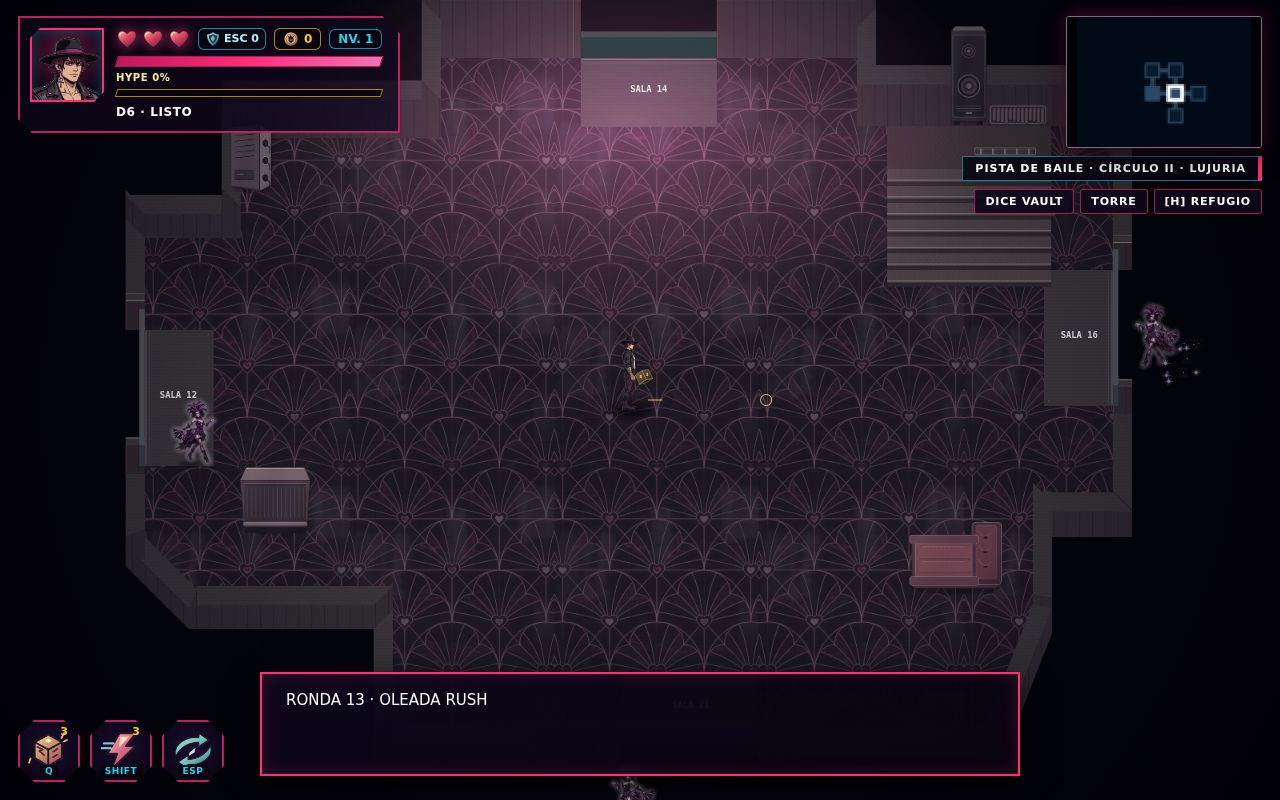 ESC 0
0
NV. 1
HYPE 0%
D6 · LISTO
SALA 14
PISTA DE BAILE · CÍRCULO II · LUJURIA
DICE VAULT
TORRE
[H] REFUGIO
SALA 16
SALA 12
RONDA 13 · OLEADA RUSH
3
Q
3
SHIFT
ESP